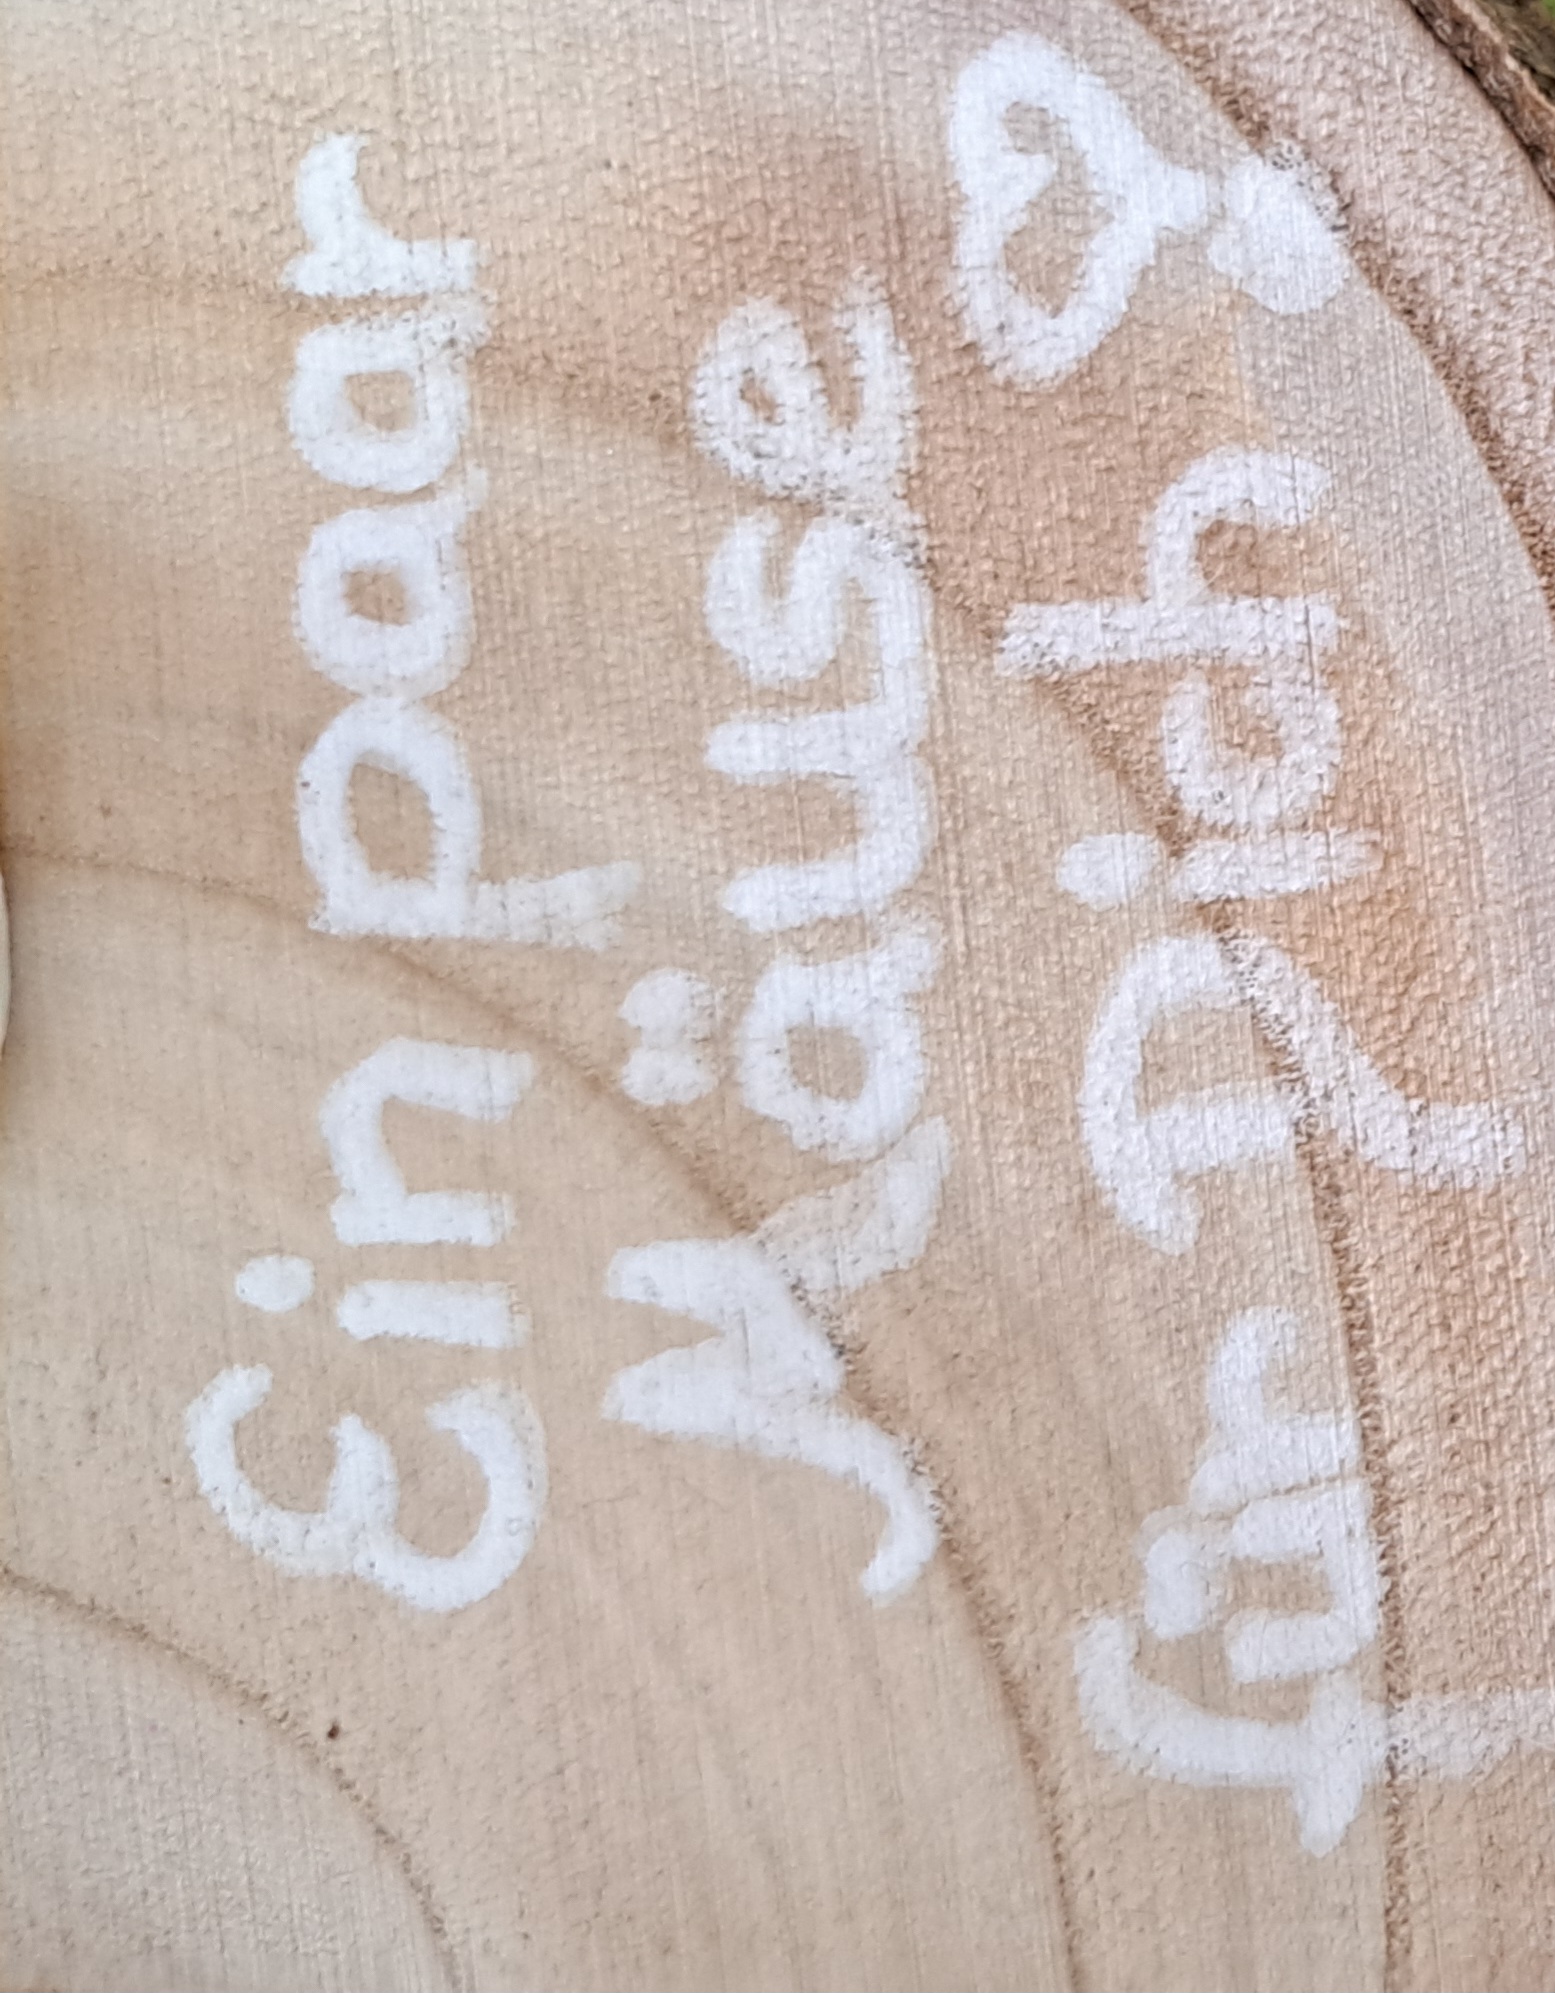 Ein paar
Mäuse
für Dich